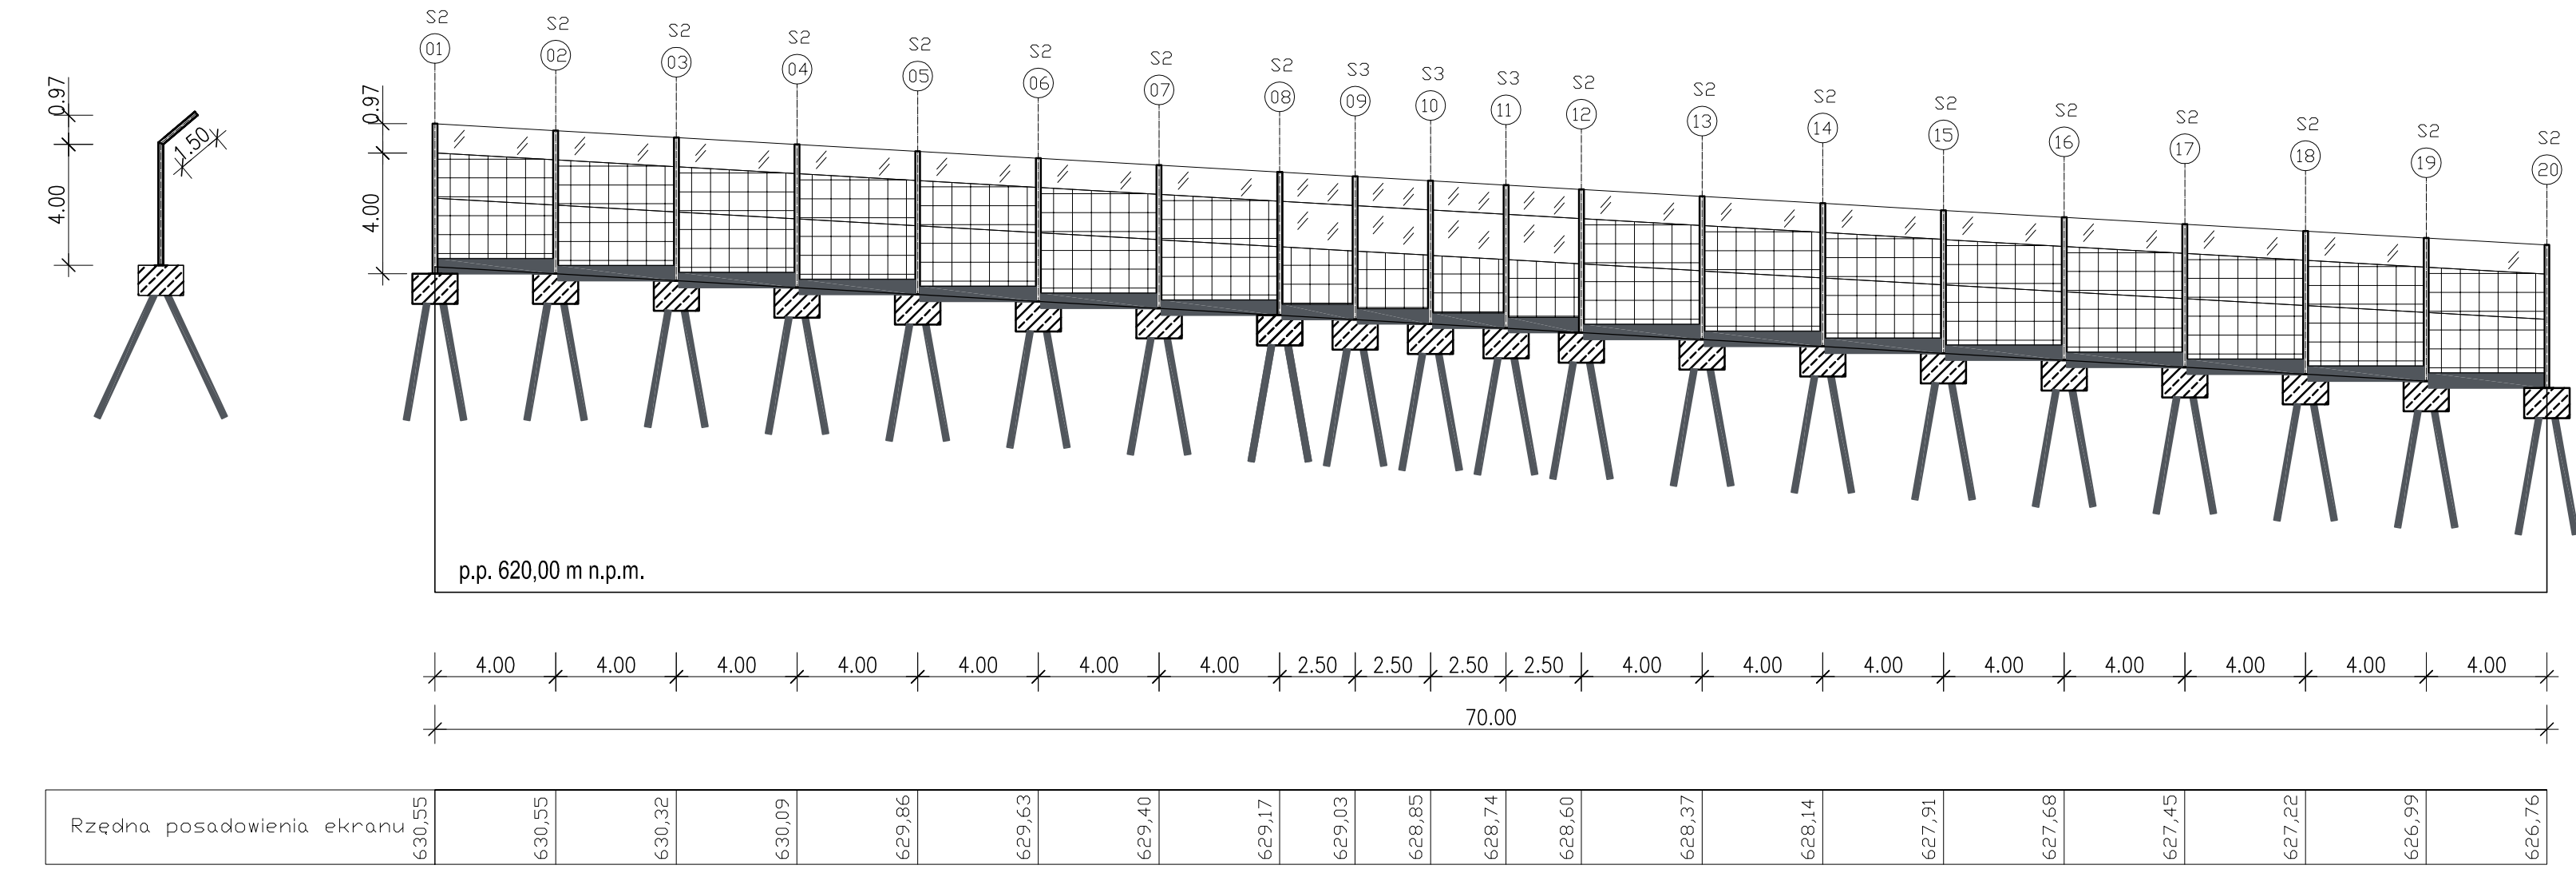 S2 S2 S2 S2 S2 S2 S2 S2 S3 S3 S3 S2 S2 S2 S2 S2 S2 S2 S2 S2
01 02 03 04 05 06 07 08 09 10 11 12 13 14 15 16 17 18 19 20
0.97
1.50
4.00
0.97
4.00
p.p. 620,00 m n.p.m.
4.00 4.00 4.00 4.00 4.00 4.00 4.00 2.50 2.50 2.50 2.50 4.00 4.00 4.00 4.00 4.00 4.00 4.00 4.00
70.00
Rzędna posadowienia ekranu 630,55 630,55 630,32 630,09 629,86 629,63 629,40 629,17 629,03 628,85 628,74 628,60 628,37 628,14 627,91 627,68 627,45 627,22 626,99 626,76